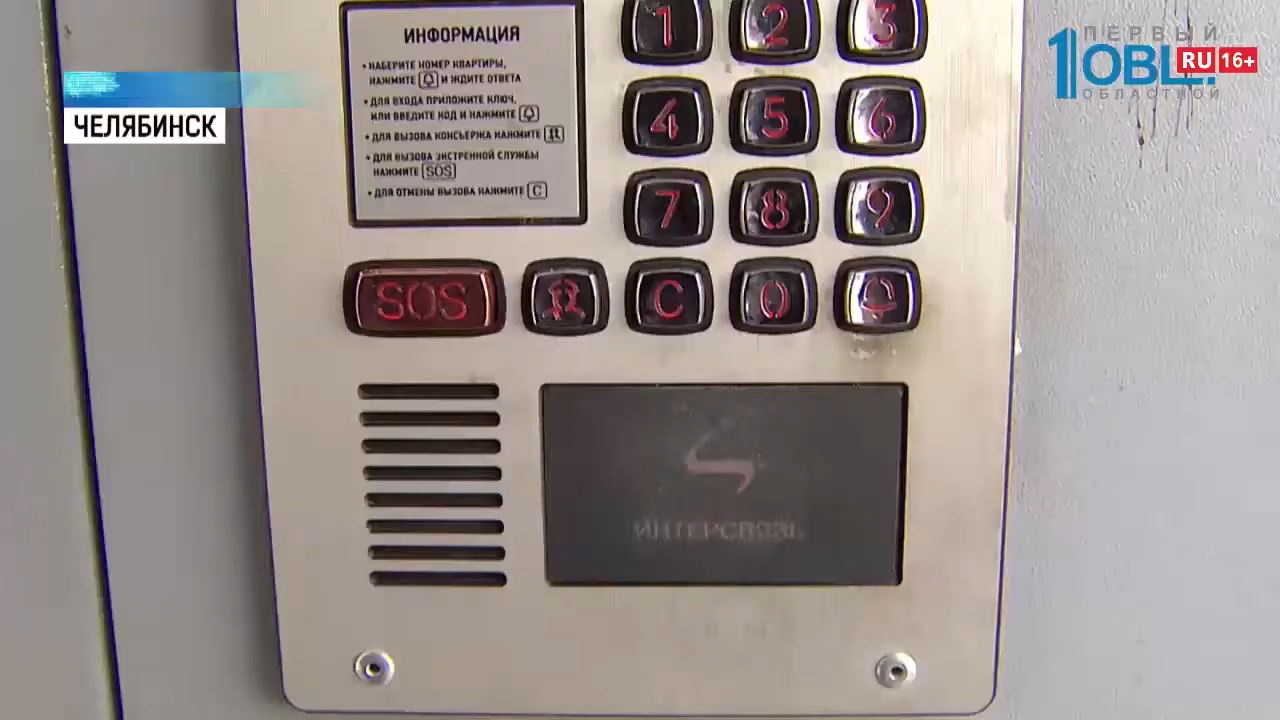 ИНФОРМАЦИЯ
• НАБЕРИТЕ НОМЕР КВАРТИРЫ,
НАЖМИТЕ И ЖДИТЕ ОТВЕТА
• ДЛЯ ВХОДА ПРИЛОЖИТЕ КЛЮЧ,
ИЛИ ВВЕДИТЕ КОД И НАЖМИТЕ
• ДЛЯ ВЫЗОВА КОНСЬЕРЖА НАЖМИТЕ
• ДЛЯ ВЫЗОВА ЭКСТРЕННОЙ СЛУЖБЫ
НАЖМИТЕ SOS
• ДЛЯ ОТМЕНЫ ВЫЗОВА НАЖМИТЕ C
1 2 3
4 5 6
7 8 9
SOS C 0
ИНТЕРСВЯЗЬ
ЧЕЛЯБИНСК
ПЕРВЫЙ
1OBL.RU 16+
ОБЛАСТНОЙ